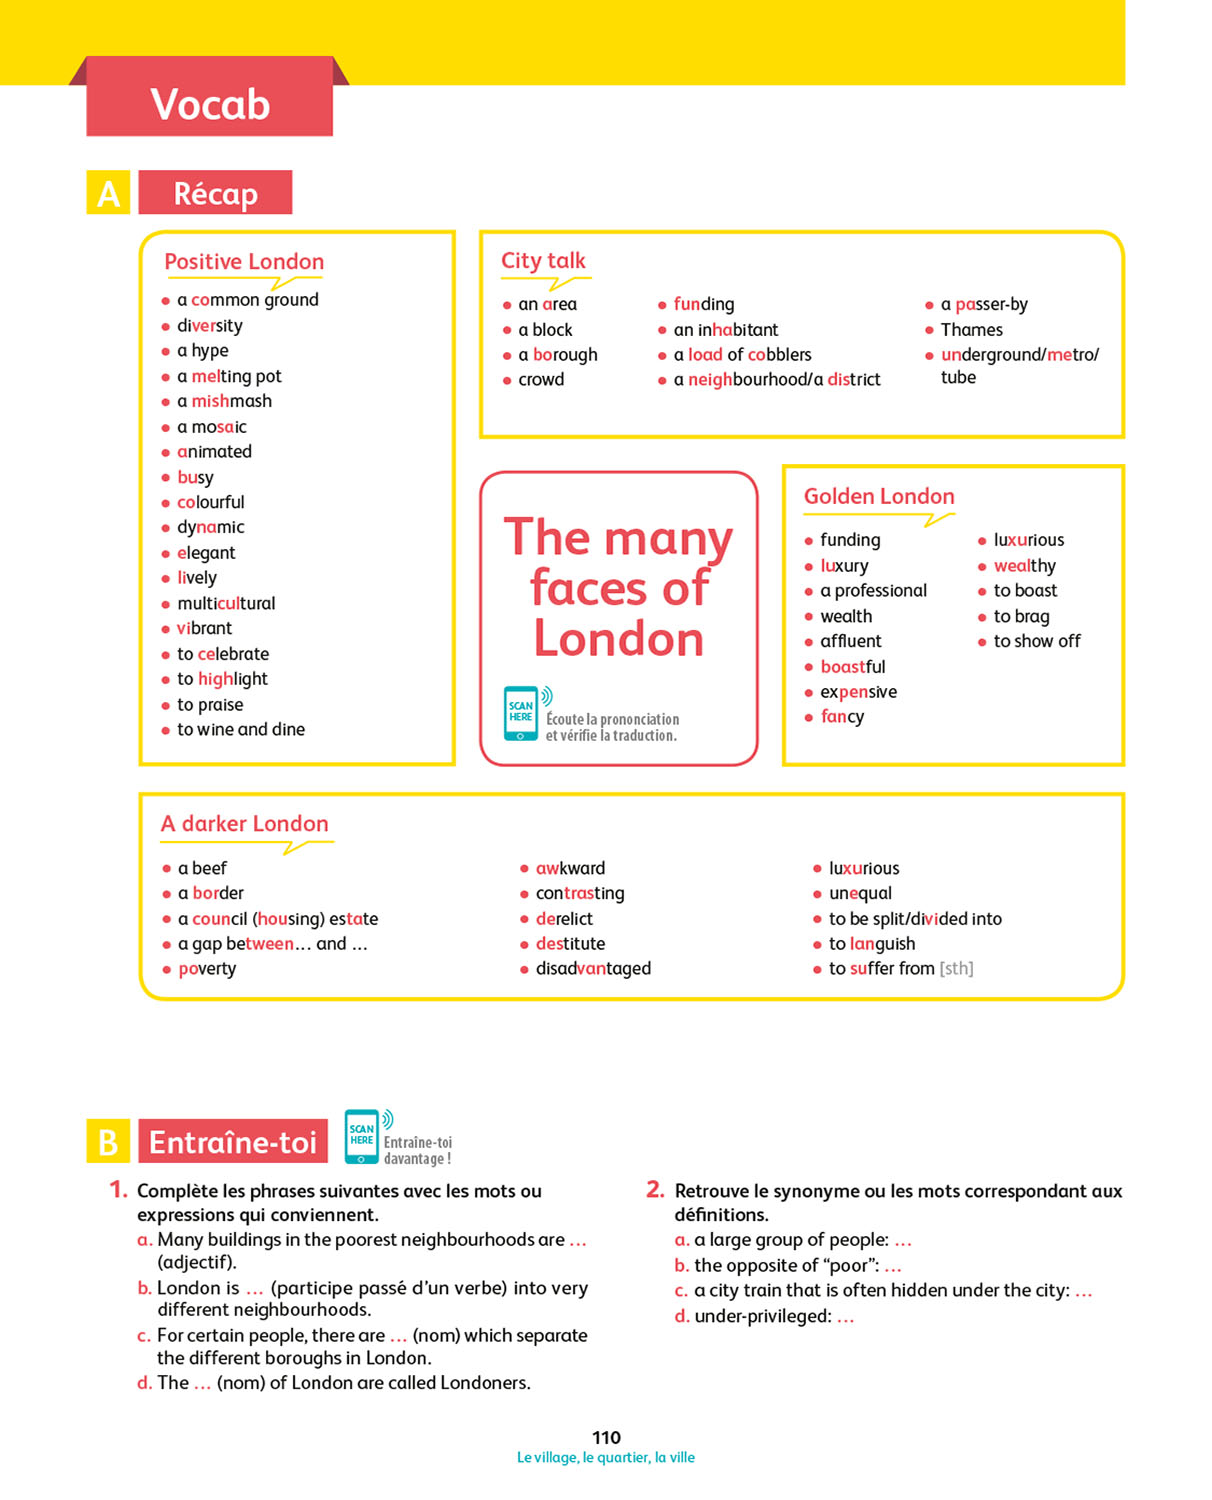 Vocab
A
Récap
Positive London
• a common ground
• diversity
• a hype
• a melting pot
• a mishmash
• a mosaic
• animated
• busy
• colourful
• dynamic
• elegant
• lively
• multicultural
• vibrant
• to celebrate
• to highlight
• to praise
• to wine and dine
City talk
• an area
• a block
• a borough
• crowd
• funding
• an inhabitant
• a load of cobblers
• a neighbourhood/a district
• a passer-by
• Thames
• underground/metro/
tube
The many
faces of
London
SCAN
HERE
Écoute la prononciation
et vérifie la traduction.
Golden London
• funding
• luxury
• a professional
• wealth
• affluent
• boastful
• expensive
• fancy
• luxurious
• wealthy
• to boast
• to brag
• to show off
A darker London
• a beef
• a border
• a council (housing) estate
• a gap between... and ...
• poverty
• awkward
• contrasting
• derelict
• destitute
• disadvantaged
• luxurious
• unequal
• to be split/divided into
• to languish
• to suffer from [sth]
B
Entraîne-toi
SCAN
HERE
Entraîne-toi
davantage !
1. Complète les phrases suivantes avec les mots ou
expressions qui conviennent.
a. Many buildings in the poorest neighbourhoods are ...
(adjectif).
b. London is ... (participe passé d'un verbe) into very
different neighbourhoods.
c. For certain people, there are ... (nom) which separate
the different boroughs in London.
d. The ... (nom) of London are called Londoners.
2. Retrouve le synonyme ou les mots correspondant aux
définitions.
a. a large group of people: ...
b. the opposite of “poor”: ...
c. a city train that is often hidden under the city: ...
d. under-privileged: ...
110
Le village, le quartier, la ville